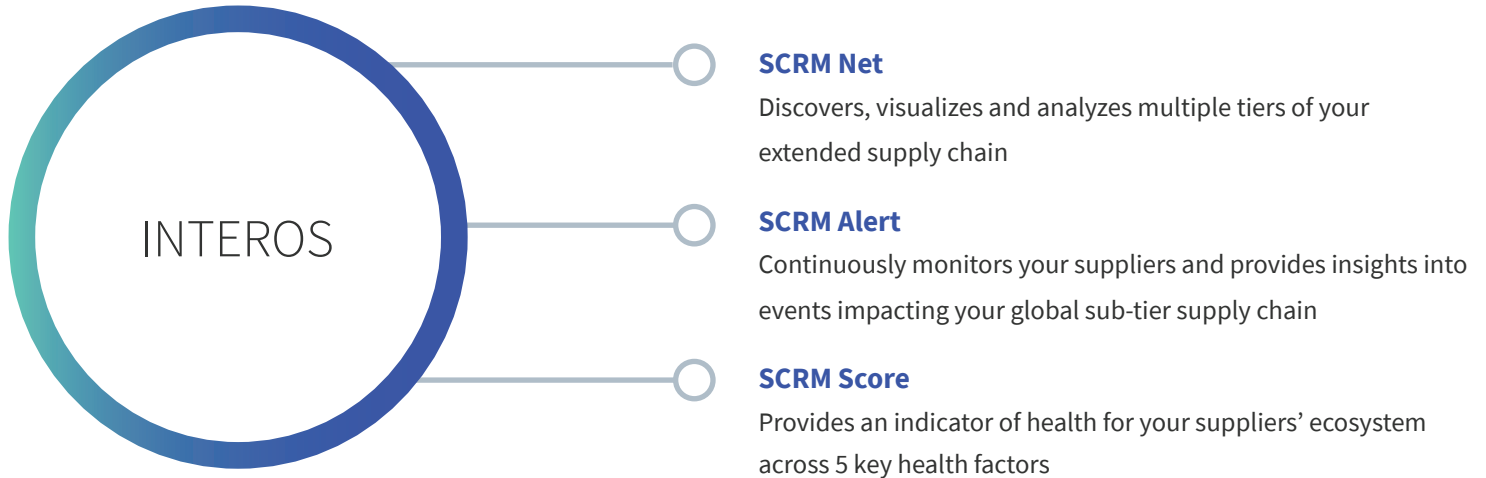 INTEROS
SCRM Net
Discovers, visualizes and analyzes multiple tiers of your
extended supply chain
SCRM Alert
Continuously monitors your suppliers and provides insights into
events impacting your global sub-tier supply chain
SCRM Score
Provides an indicator of health for your suppliers’ ecosystem
across 5 key health factors